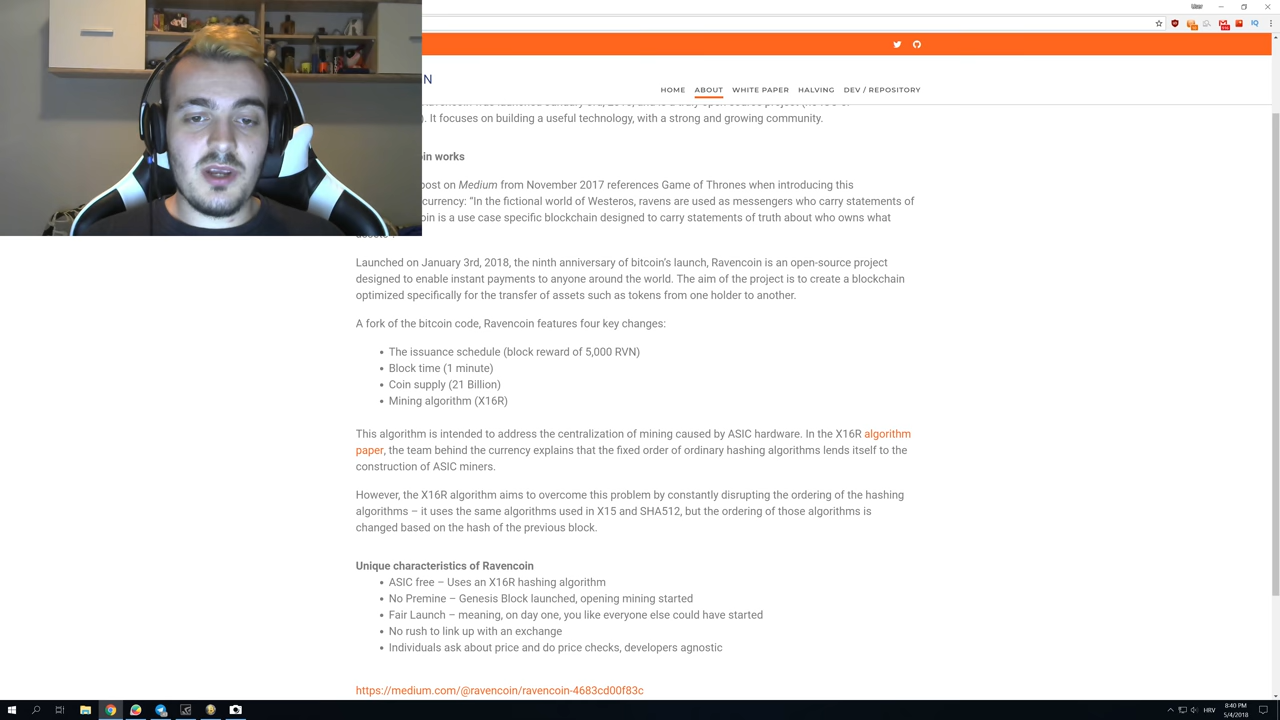 User
N
HOME ABOUT WHITE PAPER HALVING DEV / REPOSITORY
). It focuses on building a useful technology, with a strong and growing community.
oin works
post on Medium from November 2017 references Game of Thrones when introducing this
currency: “In the fictional world of Westeros, ravens are used as messengers who carry statements of
oin is a use case specific blockchain designed to carry statements of truth about who owns what
Launched on January 3rd, 2018, the ninth anniversary of bitcoin’s launch, Ravencoin is an open-source project
designed to enable instant payments to anyone around the world. The aim of the project is to create a blockchain
optimized specifically for the transfer of assets such as tokens from one holder to another.
A fork of the bitcoin code, Ravencoin features four key changes:
• The issuance schedule (block reward of 5,000 RVN)
• Block time (1 minute)
• Coin supply (21 Billion)
• Mining algorithm (X16R)
This algorithm is intended to address the centralization of mining caused by ASIC hardware. In the X16R algorithm
paper, the team behind the currency explains that the fixed order of ordinary hashing algorithms lends itself to the
construction of ASIC miners.
However, the X16R algorithm aims to overcome this problem by constantly disrupting the ordering of the hashing
algorithms – it uses the same algorithms used in X15 and SHA512, but the ordering of those algorithms is
changed based on the hash of the previous block.
Unique characteristics of Ravencoin
• ASIC free – Uses an X16R hashing algorithm
• No Premine – Genesis Block launched, opening mining started
• Fair Launch – meaning, on day one, you like everyone else could have started
• No rush to link up with an exchange
• Individuals ask about price and do price checks, developers agnostic
https://medium.com/@ravencoin/ravencoin-4683cd00f83c
HRV
8:40 PM
5/4/2018